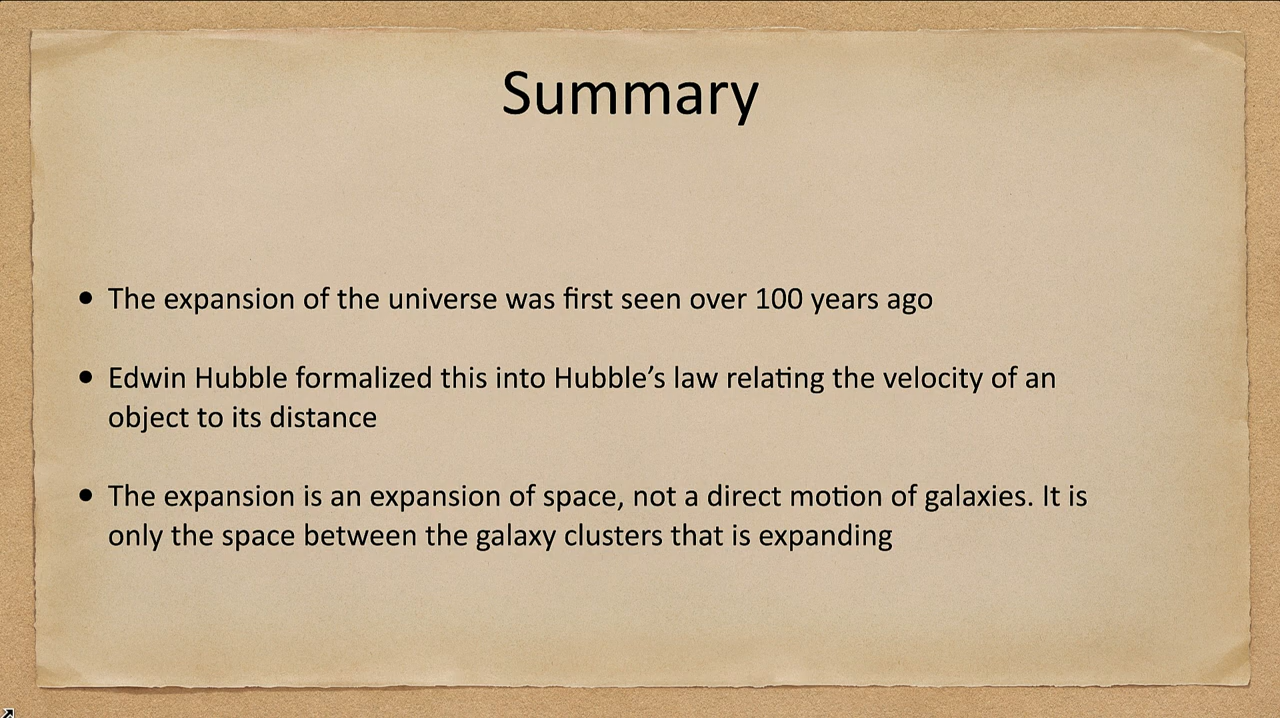 Summary
• The expansion of the universe was first seen over 100 years ago
• Edwin Hubble formalized this into Hubble’s law relating the velocity of an
object to its distance
• The expansion is an expansion of space, not a direct motion of galaxies. It is
only the space between the galaxy clusters that is expanding